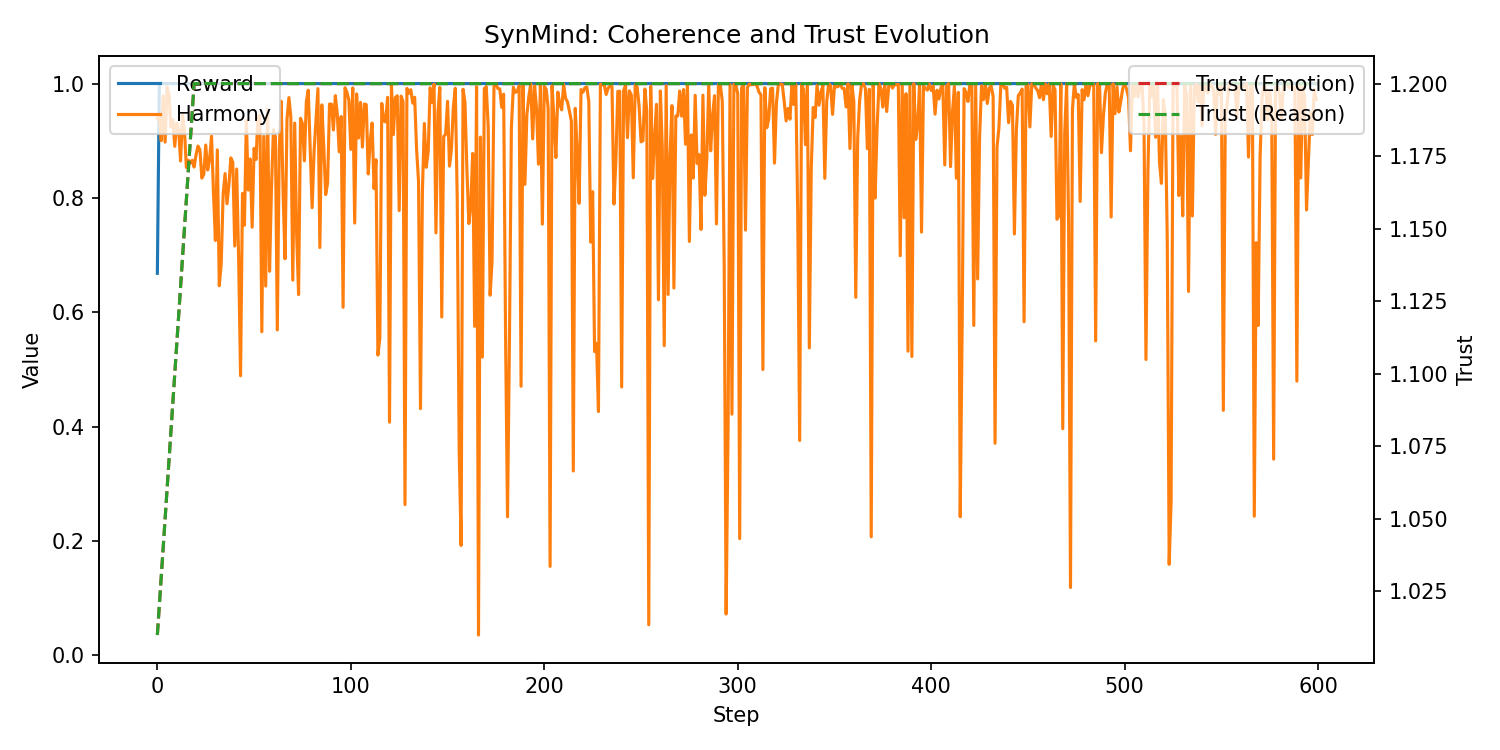 SynMind: Coherence and Trust Evolution
Reward
Harmony
Trust (Emotion)
Trust (Reason)
1.0
0.8
0.6
0.4
0.2
0.0
Value
1.200
1.175
1.150
1.125
1.100
1.075
1.050
1.025
Trust
0 100 200 300 400 500 600
Step